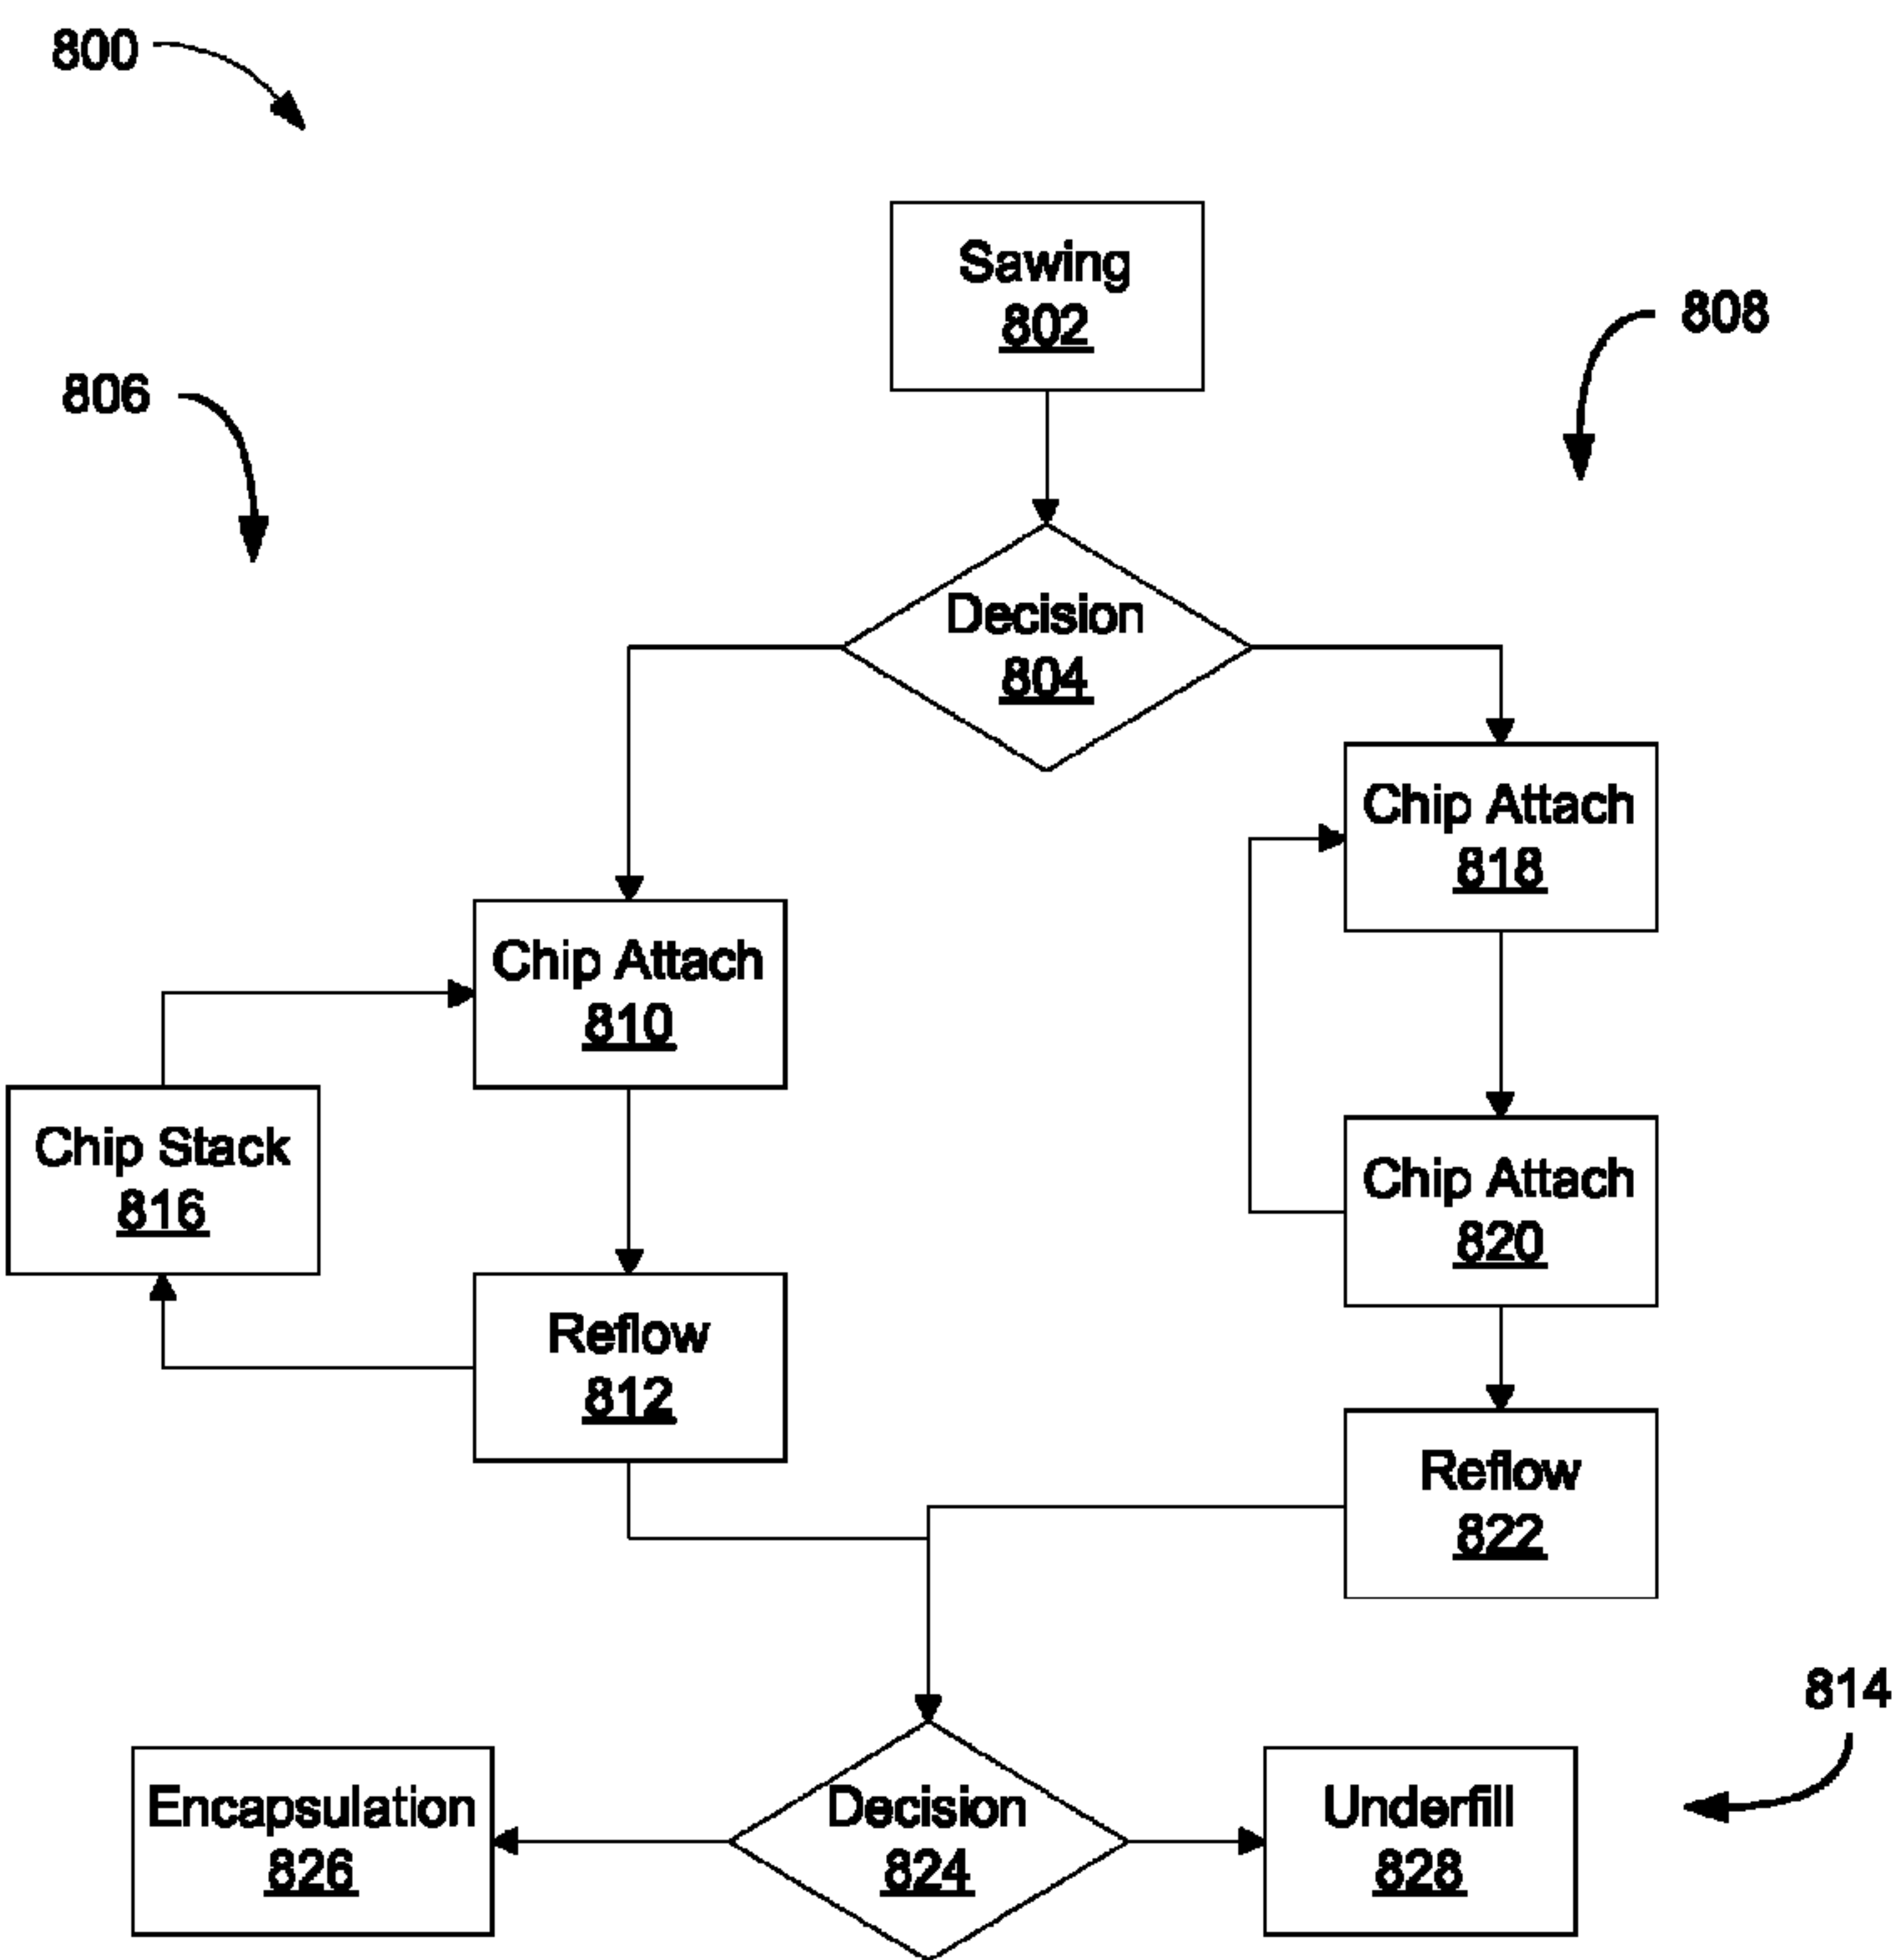 800
Sawing
802
808
806
Decision
804
Chip Attach
818
Chip Attach
810
Chip Stack
816
Chip Attach
820
Reflow
812
Reflow
822
814
Encapsulation
826
Decision
824
Underfill
828